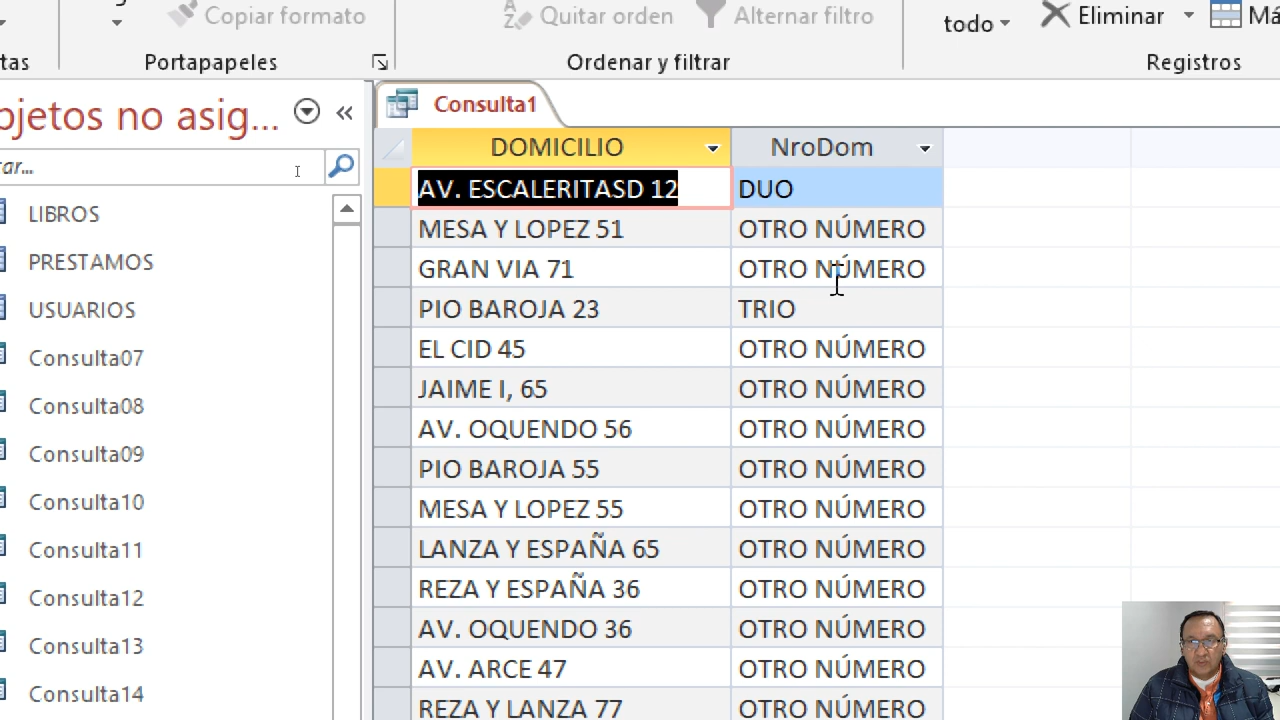 Copiar formato
Quitar orden
Alternar filtro
todo
Eliminar
Má
tas
Portapapeles
Ordenar y filtrar
Registros
bjetos no asig...
Consulta1
ar...
DOMICILIO NroDom
AV. ESCALERITASD 12 DUO
MESA Y LOPEZ 51 OTRO NÚMERO
GRAN VIA 71 OTRO NÚMERO
PIO BAROJA 23 TRIO
EL CID 45 OTRO NÚMERO
JAIME I, 65 OTRO NÚMERO
AV. OQUENDO 56 OTRO NÚMERO
PIO BAROJA 55 OTRO NÚMERO
MESA Y LOPEZ 55 OTRO NÚMERO
LANZA Y ESPAÑA 65 OTRO NÚMERO
REZA Y ESPAÑA 36 OTRO NÚMERO
AV. OQUENDO 36 OTRO NÚMERO
AV. ARCE 47 OTRO NÚMERO
REZA Y LANZA 77 OTRO NÚMERO
LIBROS
PRESTAMOS
USUARIOS
Consulta07
Consulta08
Consulta09
Consulta10
Consulta11
Consulta12
Consulta13
Consulta14